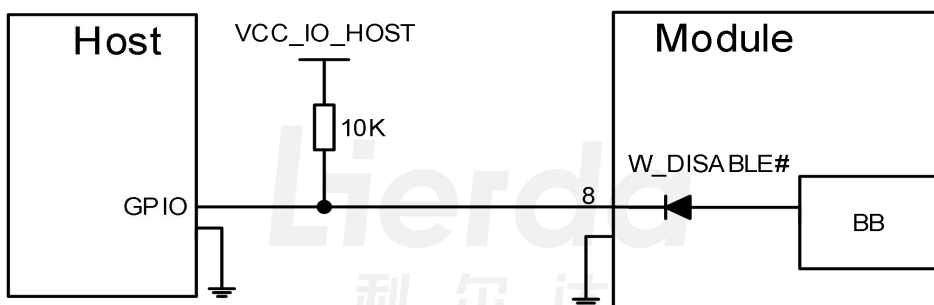 Host
VCC_IO_HOST
Module
10K
W_DISABLE#
GPIO
8
BB
Lierda
利尔达